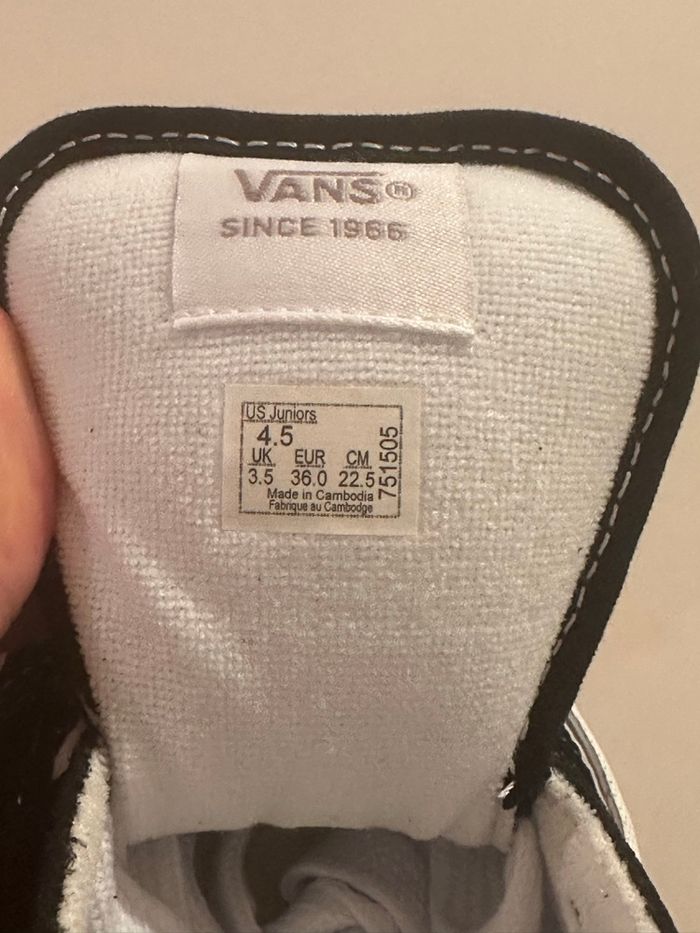 VANS®
SINCE 1966
US Juniors
4.5
UK EUR CM
3.5 36.0 22.5
Made in Cambodia
Fabrique au Cambodge
751505